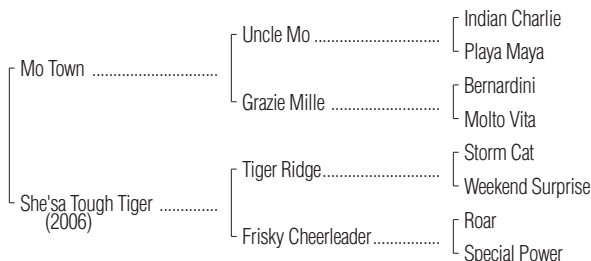 Indian Charlie
Uncle Mo ..............................
Playa Maya
Mo Town ..............................
Bernardini
Grazie Mille ..........................
Molto Vita
Storm Cat
Tiger Ridge............................
Weekend Surprise
She'sa Tough Tiger ..............
(2006)
Roar
Frisky Cheerleader................
Special Power